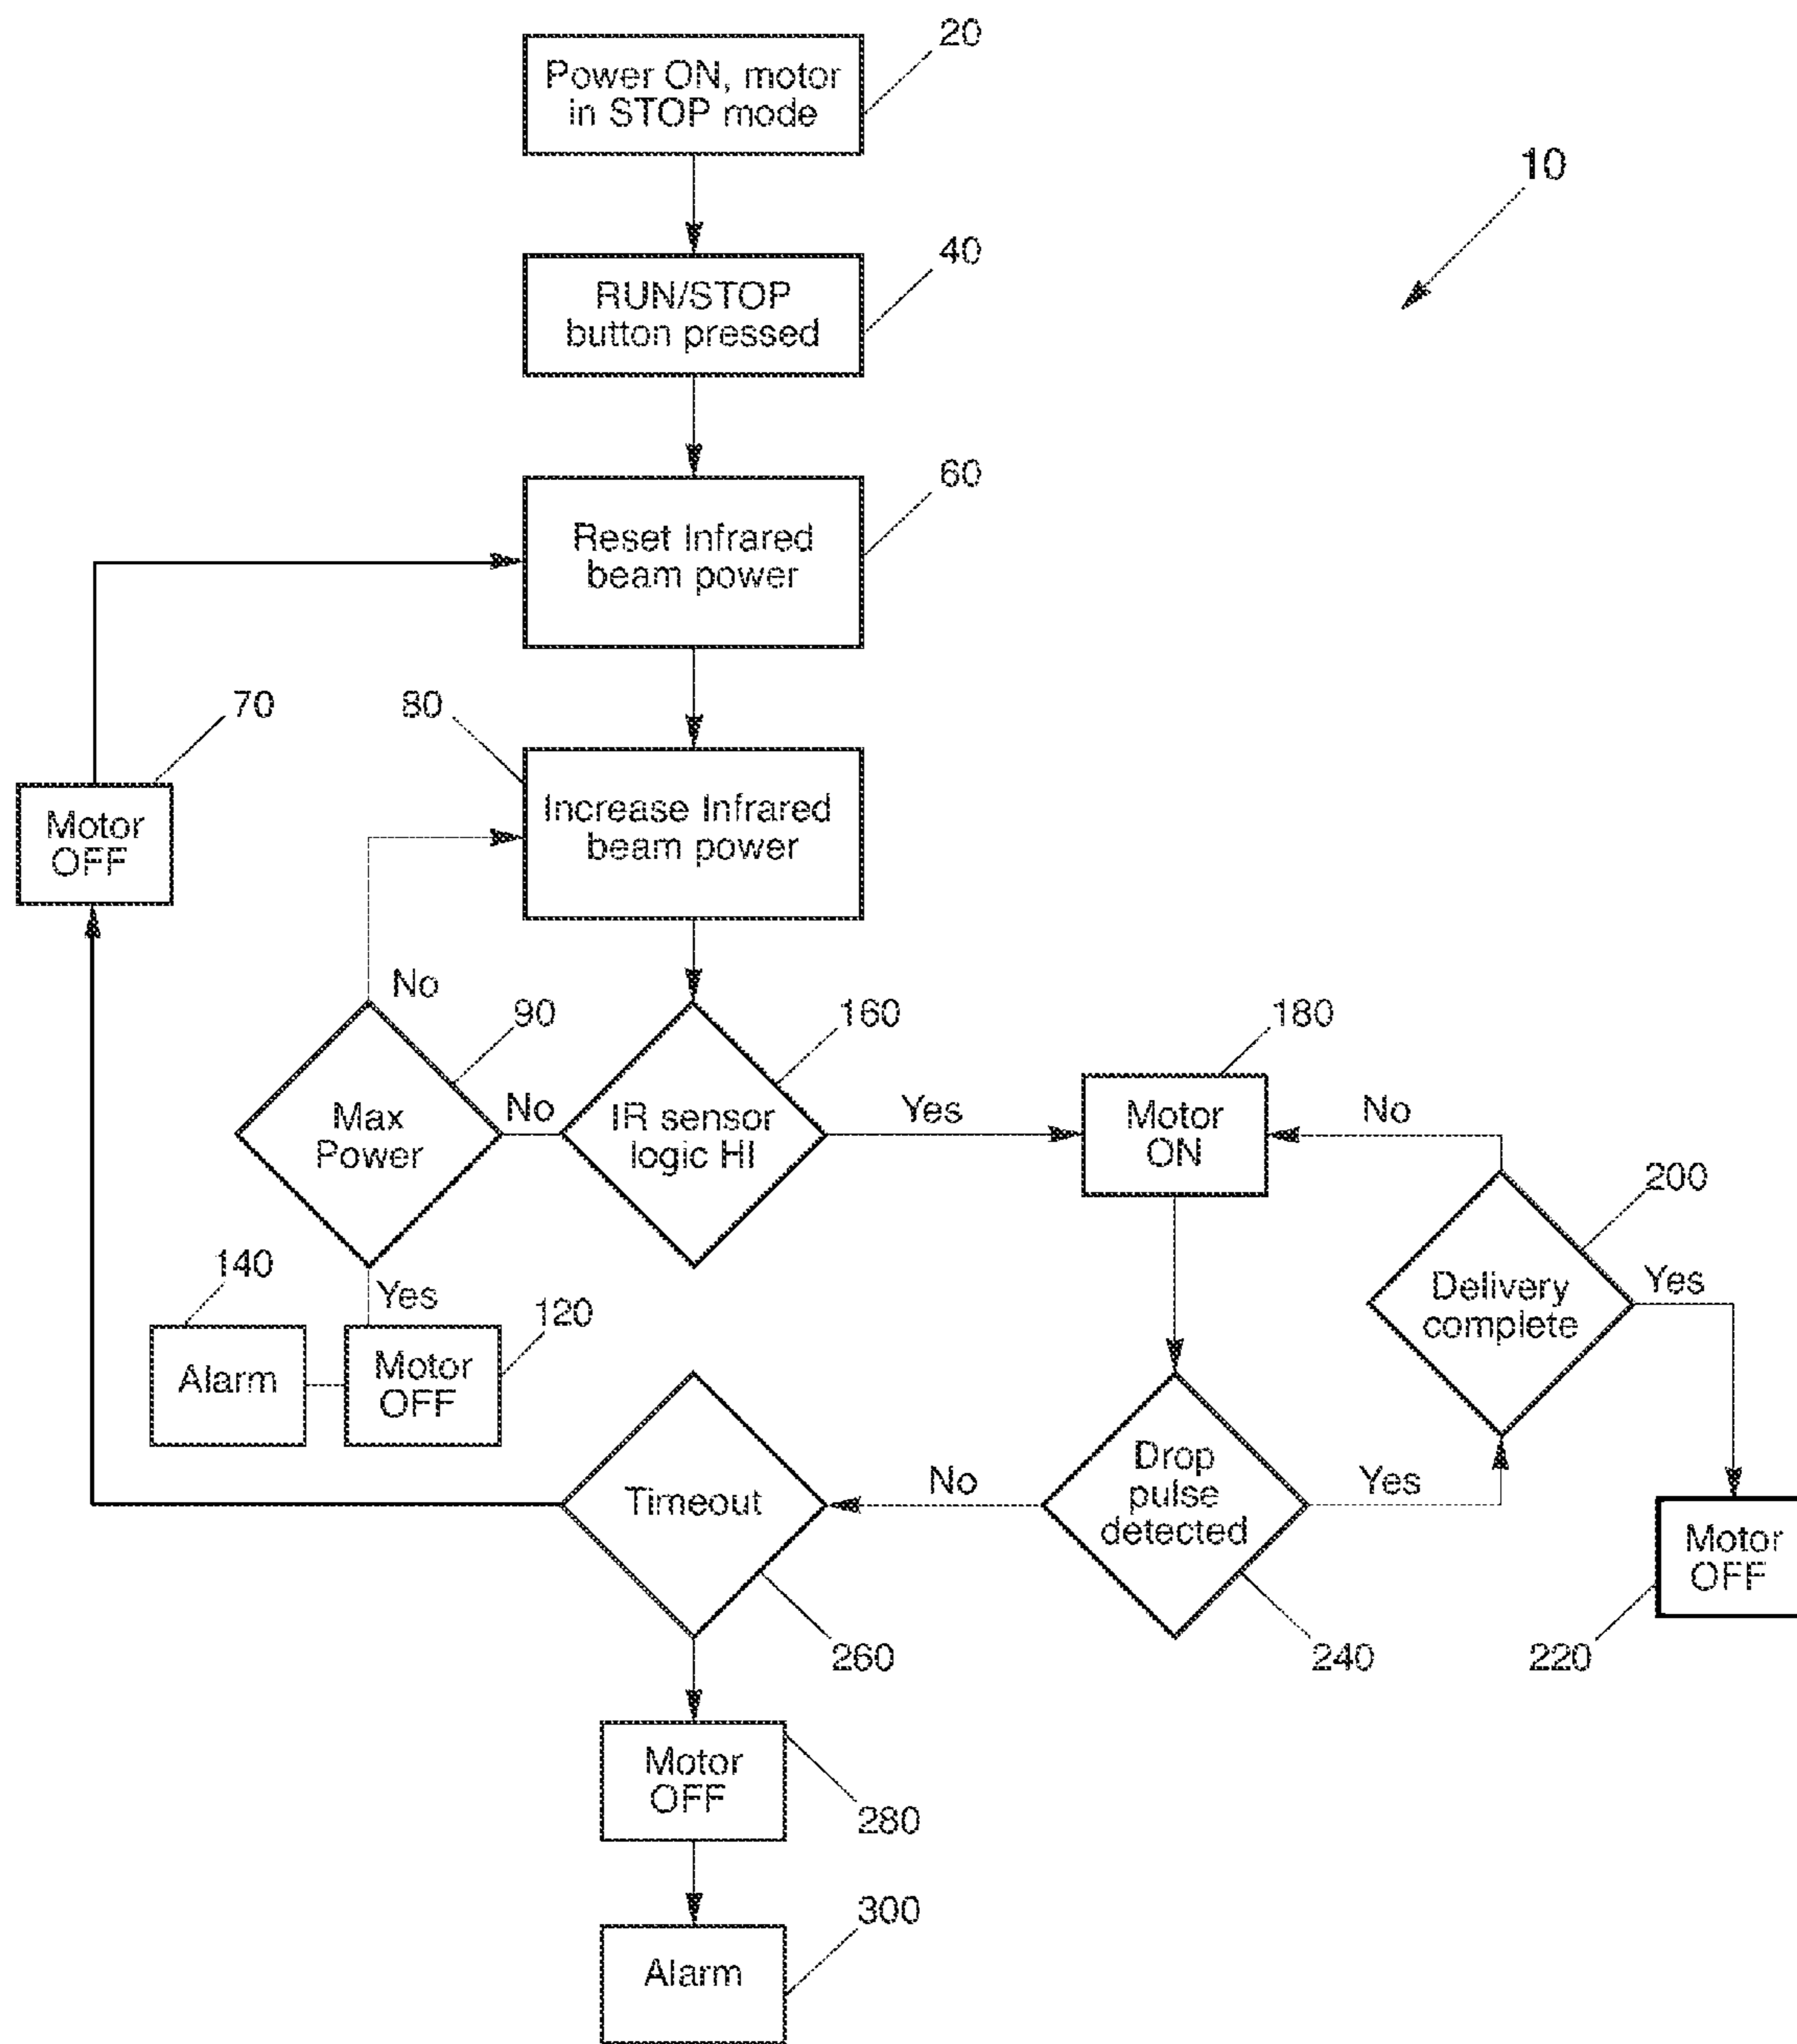 20
Power ON, motor
in STOP mode
10
40
RUN/STOP
button pressed
60
Reset Infrared
beam power
70
80
Motor
OFF
Increase Infrared
beam power
No
90
160
180
Max
Power
No
IR sensor
logic HI
Yes
Motor
ON
No
200
140
Yes
120
Delivery
complete
Yes
Alarm
Motor
OFF
Timeout
No
Drop
pulse
detected
Yes
Motor
OFF
260
240
220
Motor
OFF
280
300
Alarm